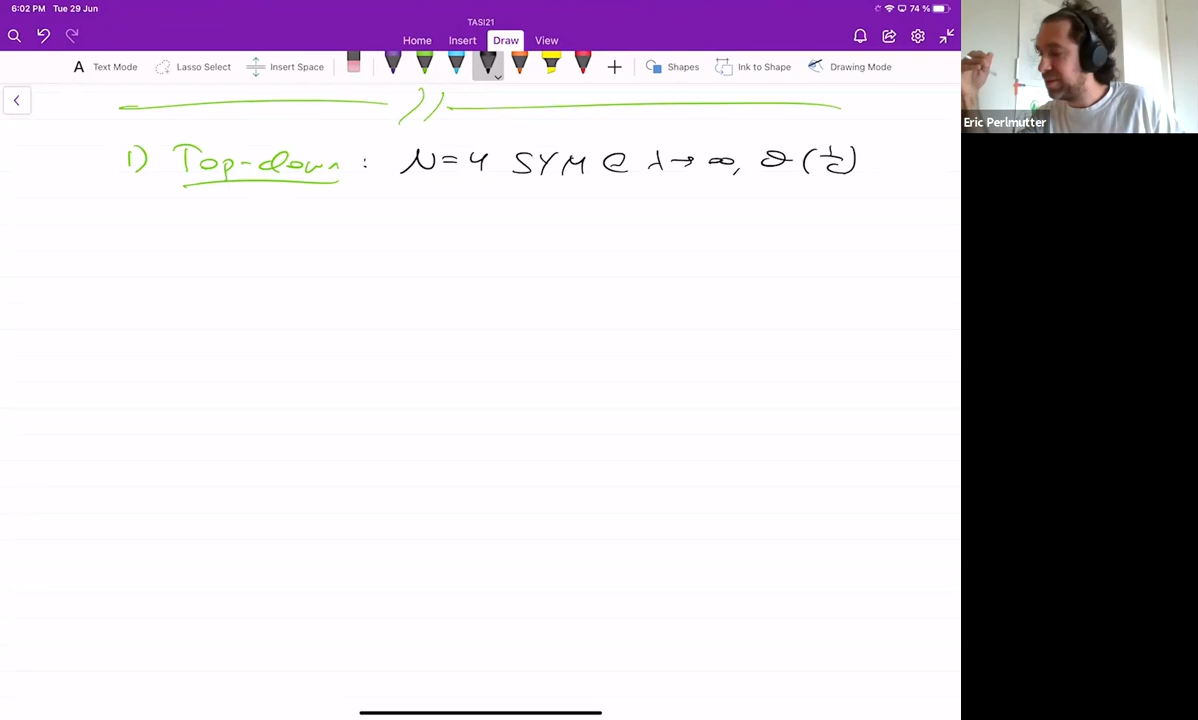 6:02 PM Tue 29 Jun
74 %
TASI21
Home Insert Draw View
A Text Mode Lasso Select Insert Space Shapes Ink to Shape Drawing Mode
Eric Perlmutter
1) Top-down : N=4 SYM @ λ→∞, O(1/c)